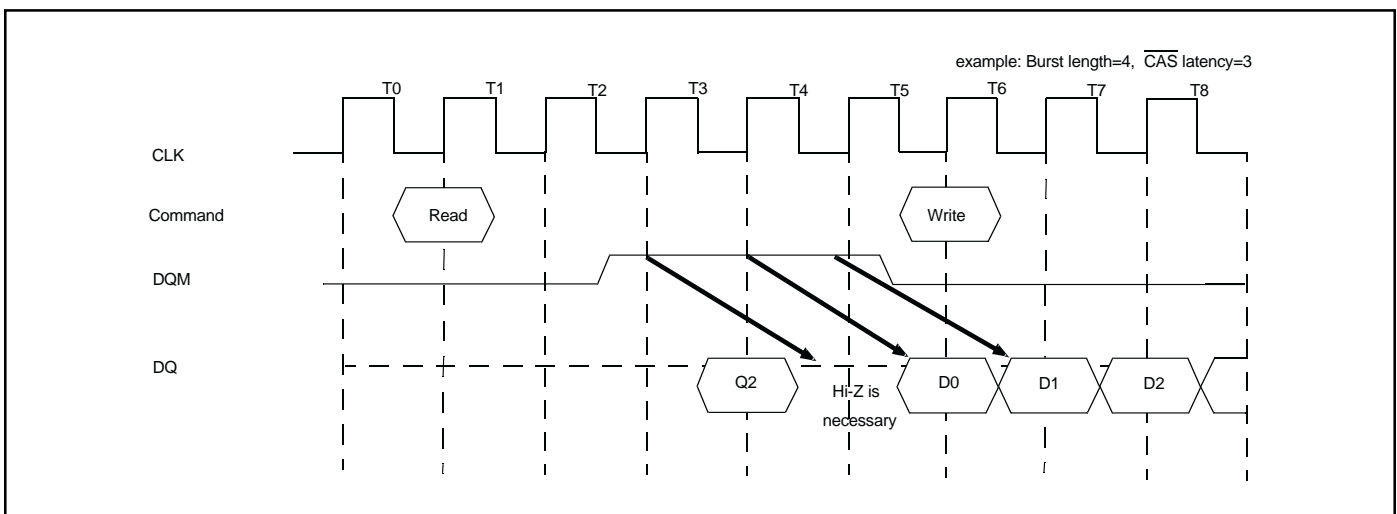 example: Burst length=4, CAS latency=3
T0 T1 T2 T3 T4 T5 T6 T7 T8
CLK
Command Read Write
DQM
DQ Q2 D0 D1 D2
Hi-Z is
necessary